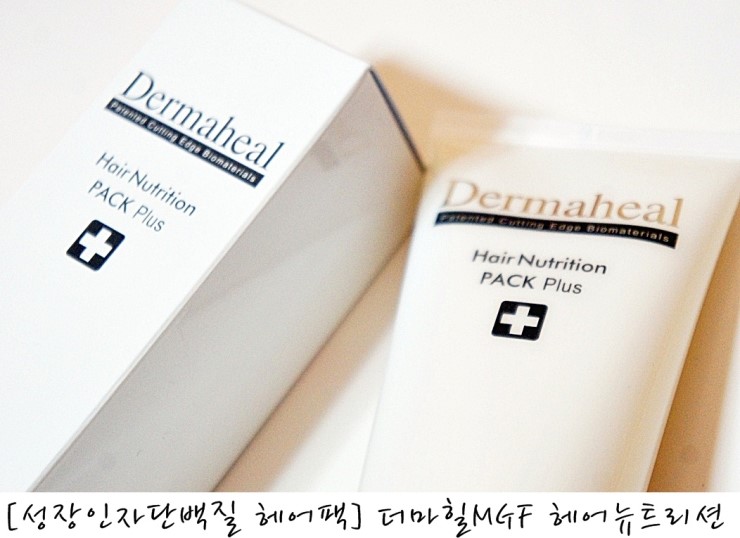 Dermaheal
Patented Cutting Edge Biomaterials
Hair Nutrition
PACK Plus
Dermaheal
Patented Cutting Edge Biomaterials
Hair Nutrition
PACK Plus
[성장인자단백질 헤어팩] 더마힐MGF 헤어뉴트리션